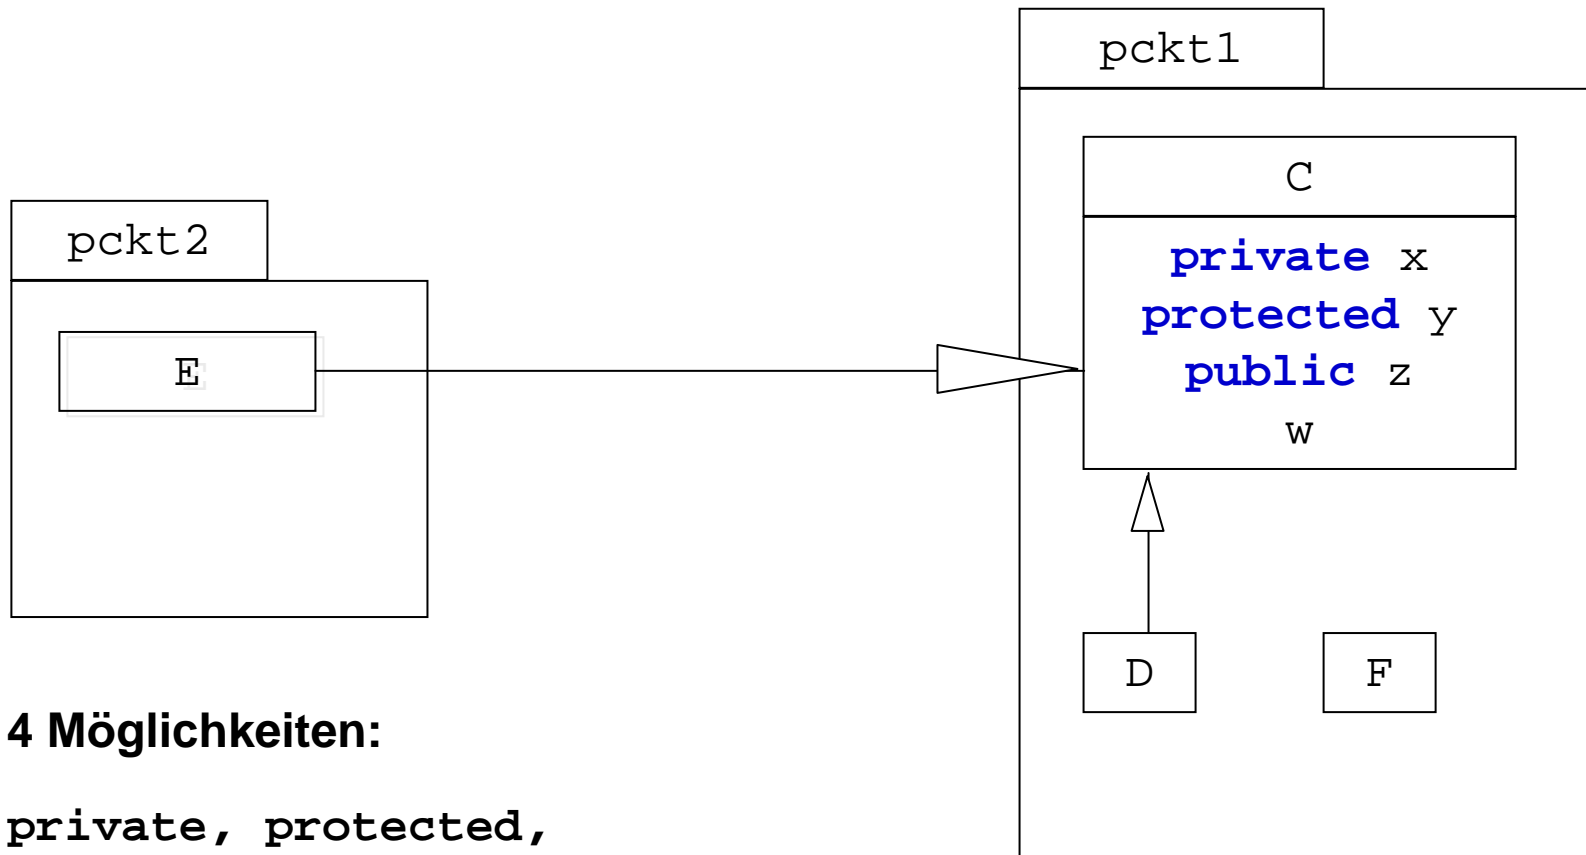 pckt1
C
private x
protected y
public z
w
pckt2
E
D
F
4 Möglichkeiten:
private, protected,